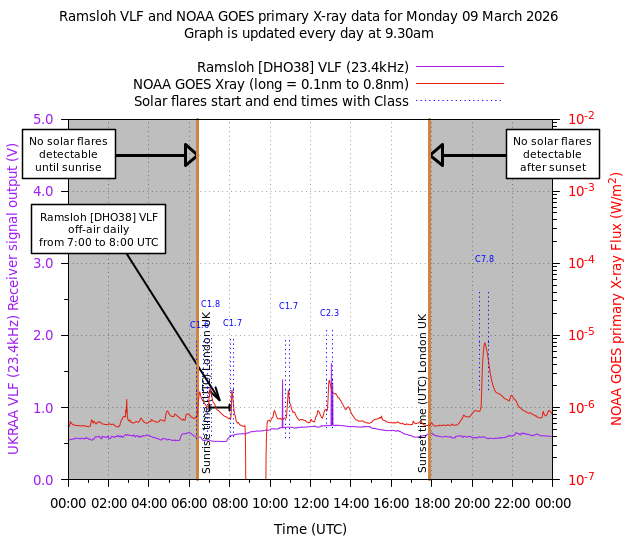 Ramsloh VLF and NOAA GOES primary X-ray data for Monday 09 March 2026
Graph is updated every day at 9.30am
Ramsloh [DHO38] VLF (23.4kHz)
NOAA GOES Xray (long = 0.1nm to 0.8nm)
Solar flares start and end times with Class
UKRAA VLF (23.4kHz) Receiver signal output (V)
5.0
4.0
3.0
2.0
1.0
0.0
No solar flares
detectable
until sunrise
Ramsloh [DHO38] VLF
off-air daily
from 7:00 to 8:00 UTC
C1.8
C1.7
C1.7
C2.3
C7.8
Sunrise time (UTC) London UK
Sunset time (UTC) London UK
No solar flares
detectable
after sunset
10⁻²
10⁻³
10⁻⁴
10⁻⁵
10⁻⁶
10⁻⁷
NOAA GOES primary X-ray Flux (W/m²)
00:00 02:00 04:00 06:00 08:00 10:00 12:00 14:00 16:00 18:00 20:00 22:00 00:00
Time (UTC)